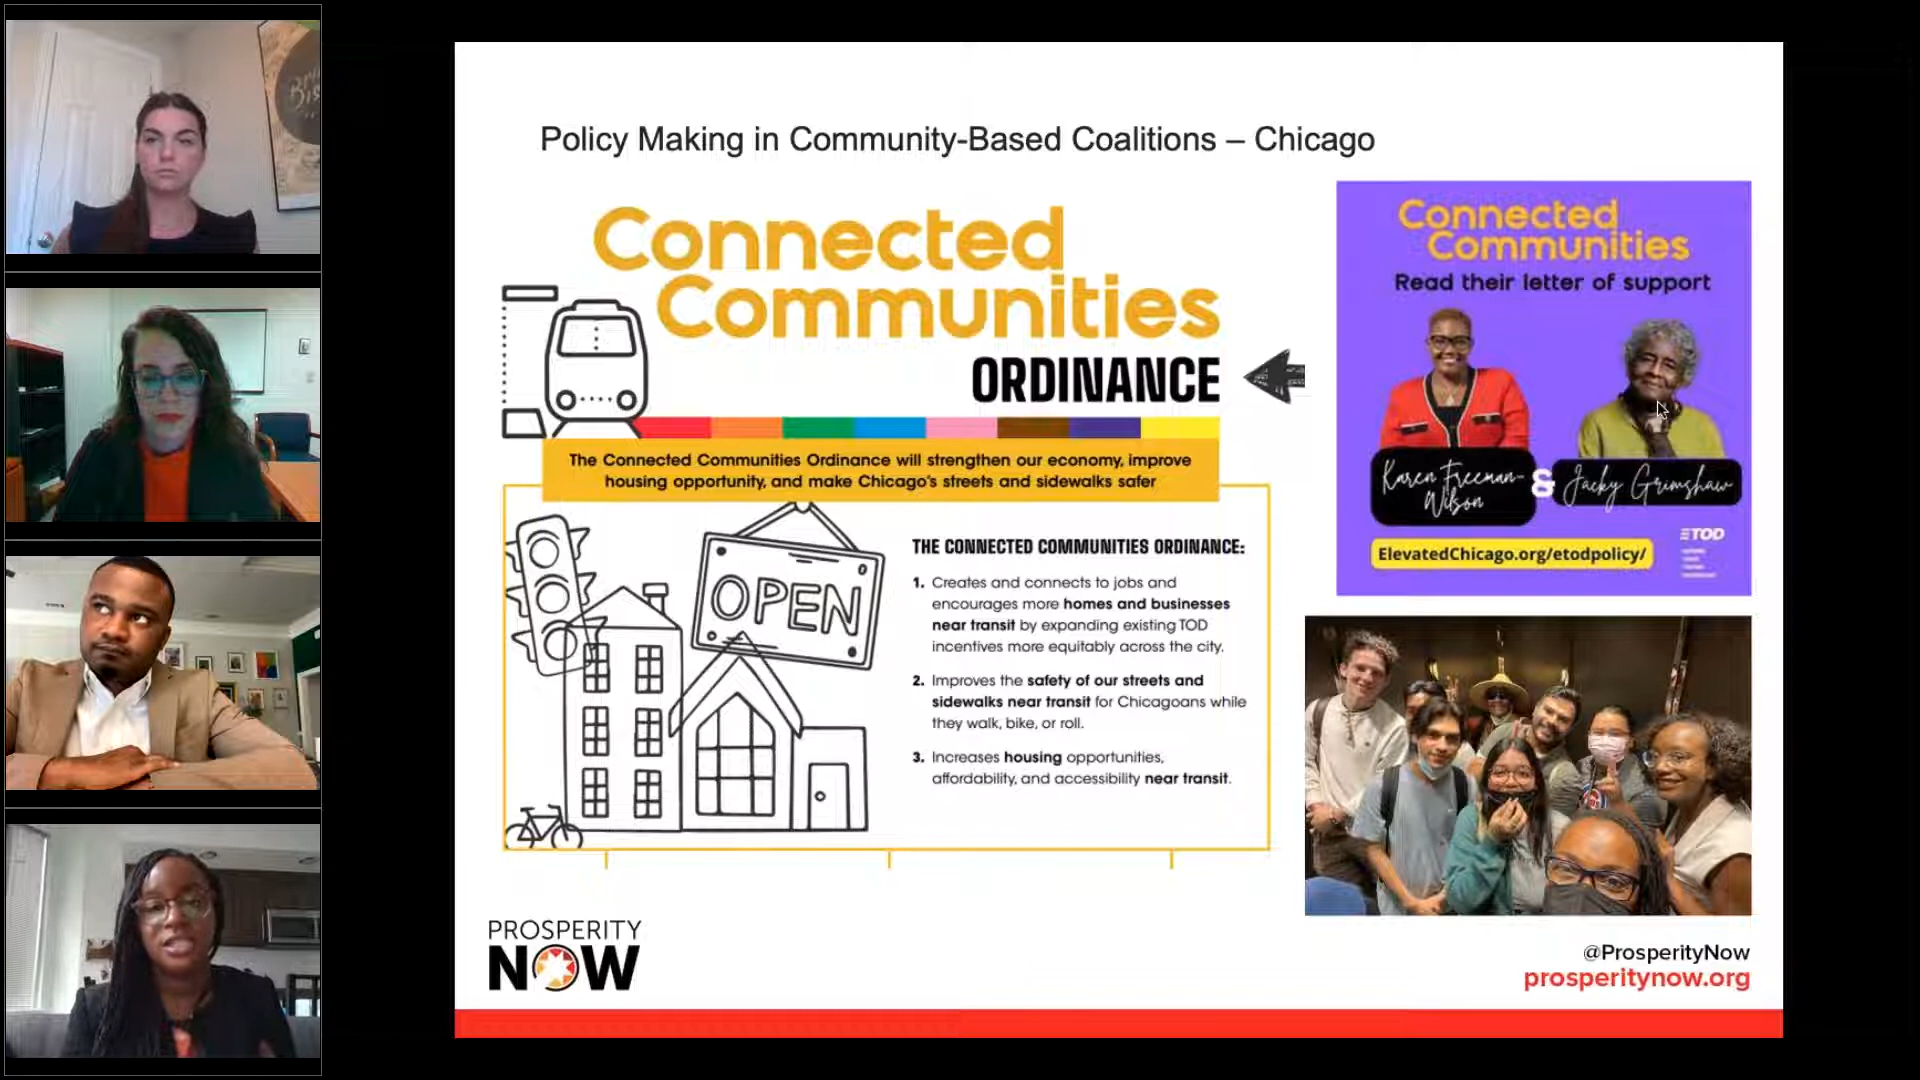 Policy Making in Community-Based Coalitions – Chicago
Connected
Communities
ORDINANCE
The Connected Communities Ordinance will strengthen our economy, improve
housing opportunity, and make Chicago's streets and sidewalks safer
OPEN
THE CONNECTED COMMUNITIES ORDINANCE:
1. Creates and connects to jobs and
encourages more homes and businesses
near transit by expanding existing TOD
incentives more equitably across the city.
2. Improves the safety of our streets and
sidewalks near transit for Chicagoans while
they walk, bike, or roll.
3. Increases housing opportunities,
affordability, and accessibility near transit.
Connected
Communities
Read their letter of support
Karen Freeman-
Wilson
& Jacky Grimshaw
ETOD
ElevatedChicago.org/etodpolicy/
PROSPERITY
NOW
@ProsperityNow
prosperitynow.org